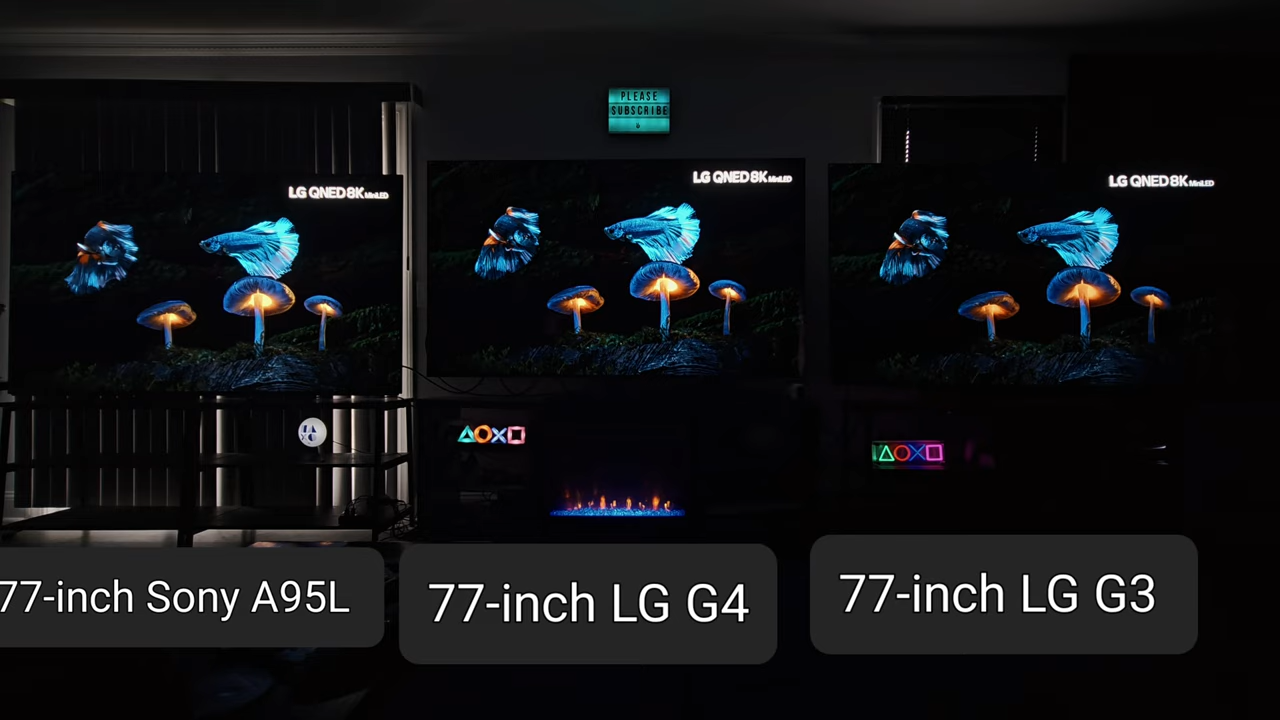 PLEASE
SUBSCRIBE
LG QNED 8K MiniLED
LG QNED 8K MiniLED
LG QNED 8K MiniLED
77-inch Sony A95L
77-inch LG G4
77-inch LG G3